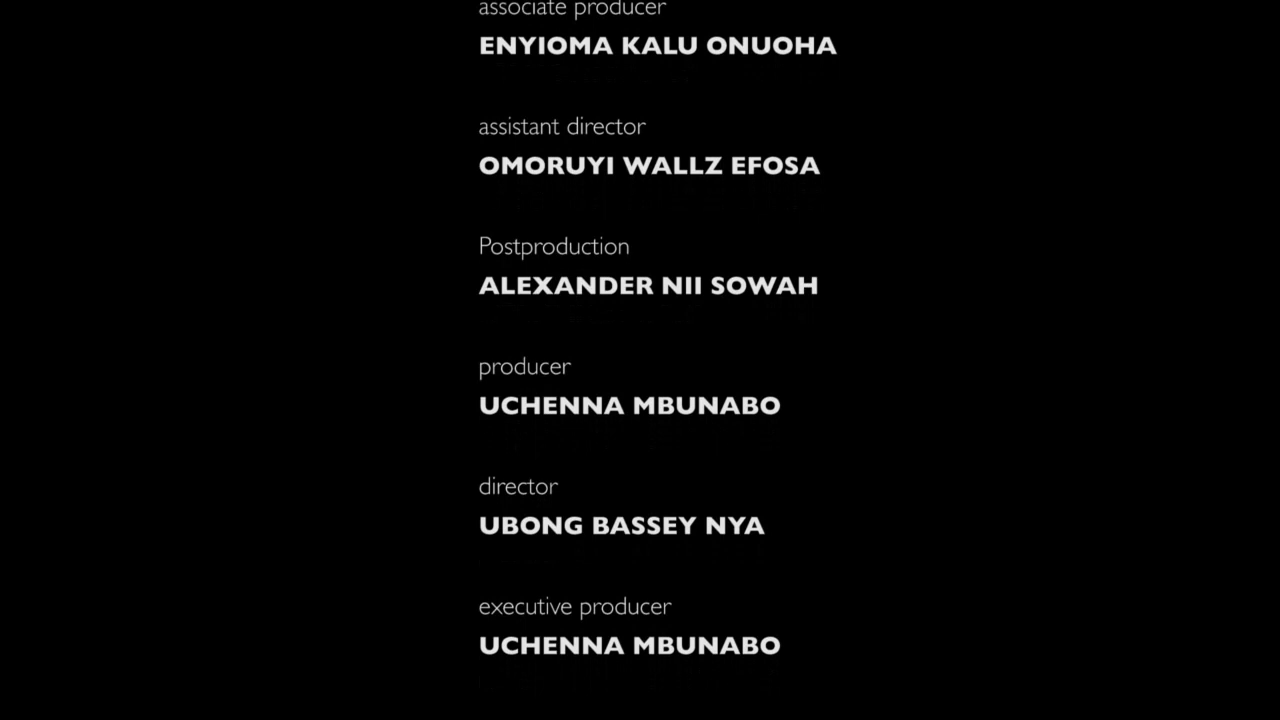 associate producer
ENYIOMA KALU ONUOHA
assistant director
OMORUYI WALLZ EFOSA
Postproduction
ALEXANDER NII SOWAH
producer
UCHENNA MBUNABO
director
UBONG BASSEY NYA
executive producer
UCHENNA MBUNABO